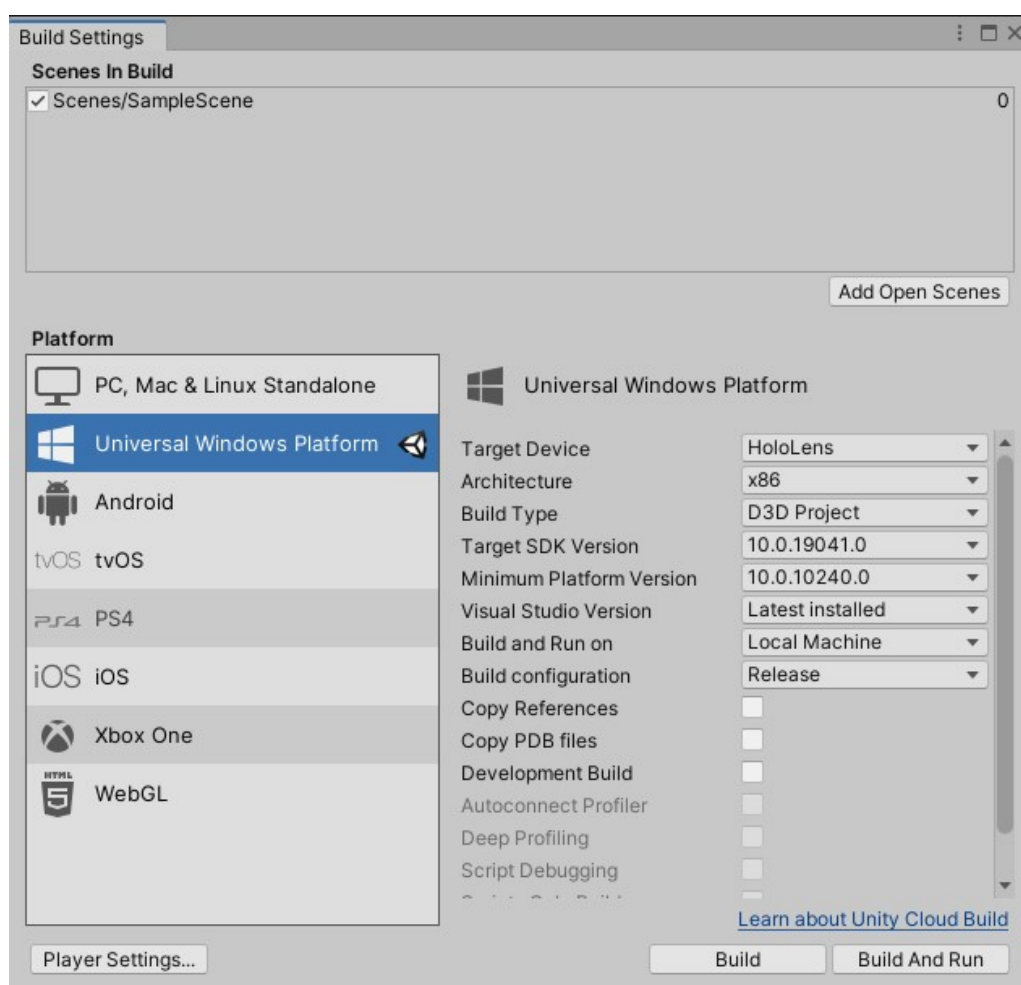 Build Settings
Scenes In Build
Scenes/SampleScene 0
Add Open Scenes
Platform
PC, Mac & Linux Standalone
Universal Windows Platform
Android
tvOS tvOS
PS4 PS4
iOS iOS
Xbox One
HTML 5 WebGL
Universal Windows Platform
Target Device HoloLens
Architecture x86
Build Type D3D Project
Target SDK Version 10.0.19041.0
Minimum Platform Version 10.0.10240.0
Visual Studio Version Latest installed
Build and Run on Local Machine
Build configuration Release
Copy References
Copy PDB files
Development Build
Autoconnect Profiler
Deep Profiling
Script Debugging
Learn about Unity Cloud Build
Player Settings... Build Build And Run